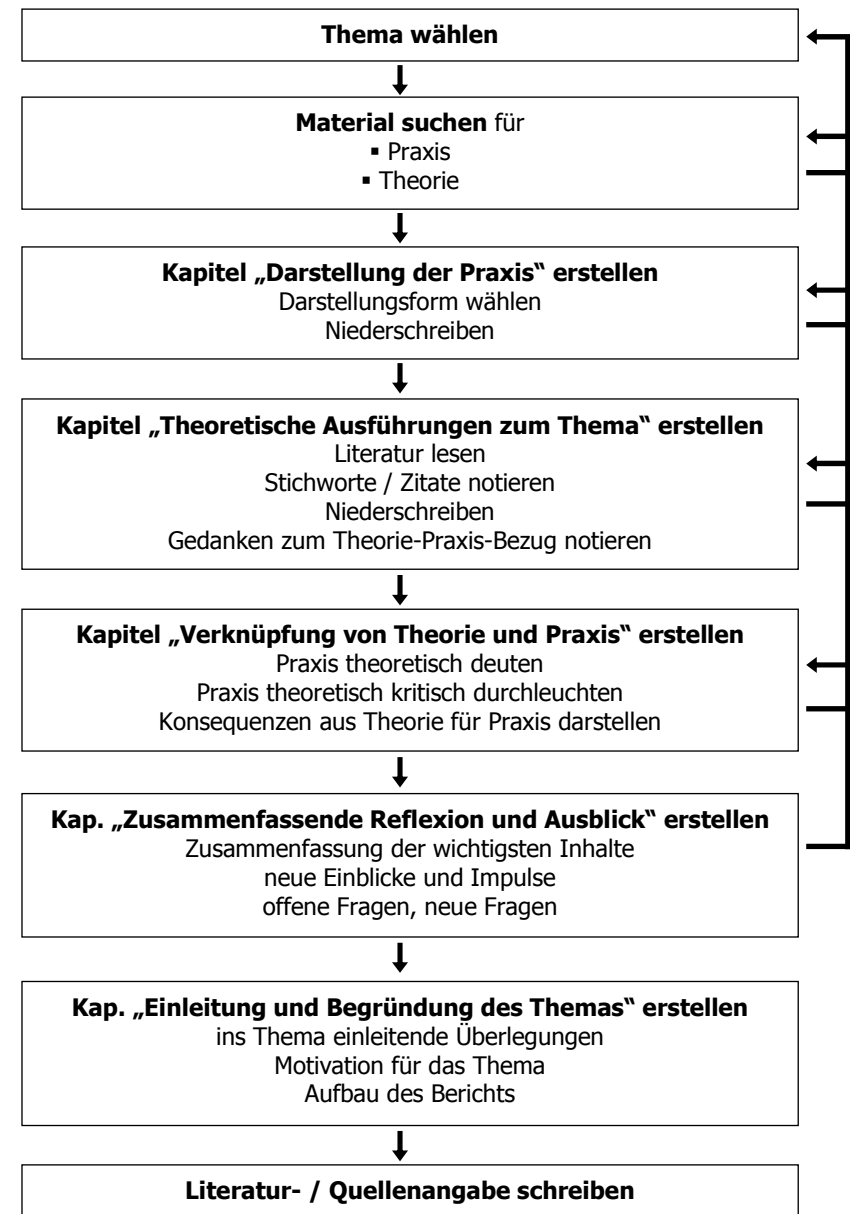 Thema wählen
Material suchen für
▪ Praxis
▪ Theorie
Kapitel „Darstellung der Praxis“ erstellen
Darstellungsform wählen
Niederschreiben
Kapitel „Theoretische Ausführungen zum Thema“ erstellen
Literatur lesen
Stichworte / Zitate notieren
Niederschreiben
Gedanken zum Theorie-Praxis-Bezug notieren
Kapitel „Verknüpfung von Theorie und Praxis“ erstellen
Praxis theoretisch deuten
Praxis theoretisch kritisch durchleuchten
Konsequenzen aus Theorie für Praxis darstellen
Kap. „Zusammenfassende Reflexion und Ausblick“ erstellen
Zusammenfassung der wichtigsten Inhalte
neue Einblicke und Impulse
offene Fragen, neue Fragen
Kap. „Einleitung und Begründung des Themas“ erstellen
ins Thema einleitende Überlegungen
Motivation für das Thema
Aufbau des Berichts
Literatur- / Quellenangabe schreiben